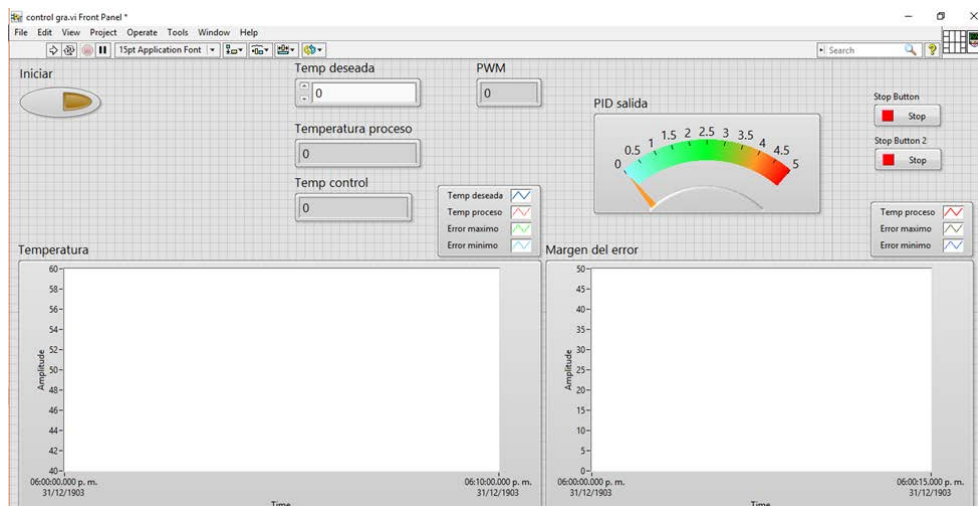 control gra.vi Front Panel *
File Edit View Project Operate Tools Window Help
15pt Application Font
Search
Iniciar
Temp deseada
0
PWM
0
Temperatura proceso
0
Temp control
0
PID salida
0 0.5 1 1.5 2 2.5 3 3.5 4 4.5 5
Stop Button
Stop
Stop Button 2
Stop
Temp deseada
Temp proceso
Error maximo
Error minimo
Temp proceso
Error maximo
Error minimo
Temperatura
60
58
56
54
52
50
48
46
44
42
40
Amplitude
06:00:00.000 p. m.
31/12/1903
06:10:00.000 p. m.
31/12/1903
Time
Margen del error
50
45
40
35
30
25
20
15
10
5
0
Amplitude
06:00:00.000 p. m.
31/12/1903
06:00:15.000 p. m.
31/12/1903
Time